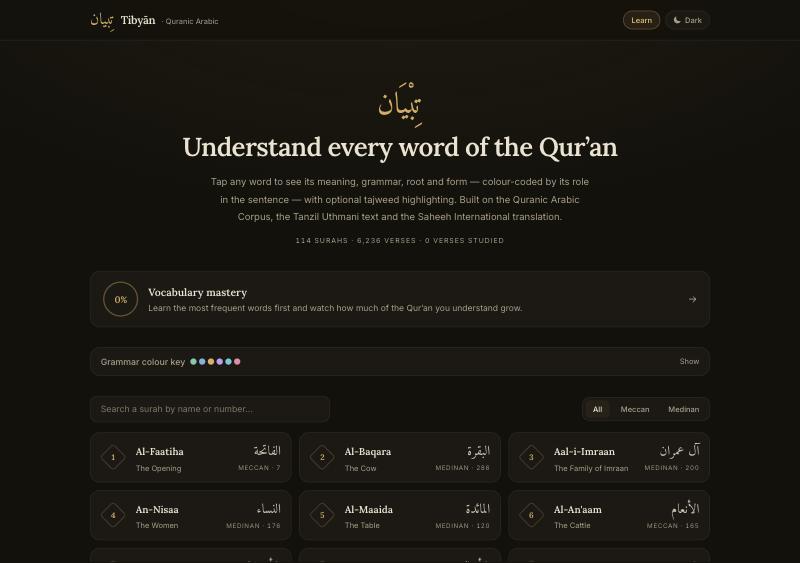 تِبيان Tibyān · Quranic Arabic Learn Dark
تِبْيَان
Understand every word of the Qur’an
Tap any word to see its meaning, grammar, root and form — colour-coded by its role
in the sentence — with optional tajweed highlighting. Built on the Quranic Arabic
Corpus, the Tanzil Uthmani text and the Saheeh International translation.
114 SURAHS · 6,236 VERSES · 0 VERSES STUDIED
0% Vocabulary mastery
Learn the most frequent words first and watch how much of the Qur’an you understand grow. →
Grammar colour key Show
Search a surah by name or number… All Meccan Medinan
1 Al-Faatiha الفاتحة
The Opening MECCAN · 7
2 Al-Baqara البقرة
The Cow MEDINAN · 286
3 Aal-i-Imraan آل عمران
The Family of Imraan MEDINAN · 200
4 An-Nisaa النساء
The Women MEDINAN · 176
5 Al-Maaida المائدة
The Table MEDINAN · 120
6 Al-An'aam الأنعام
The Cattle MECCAN · 165